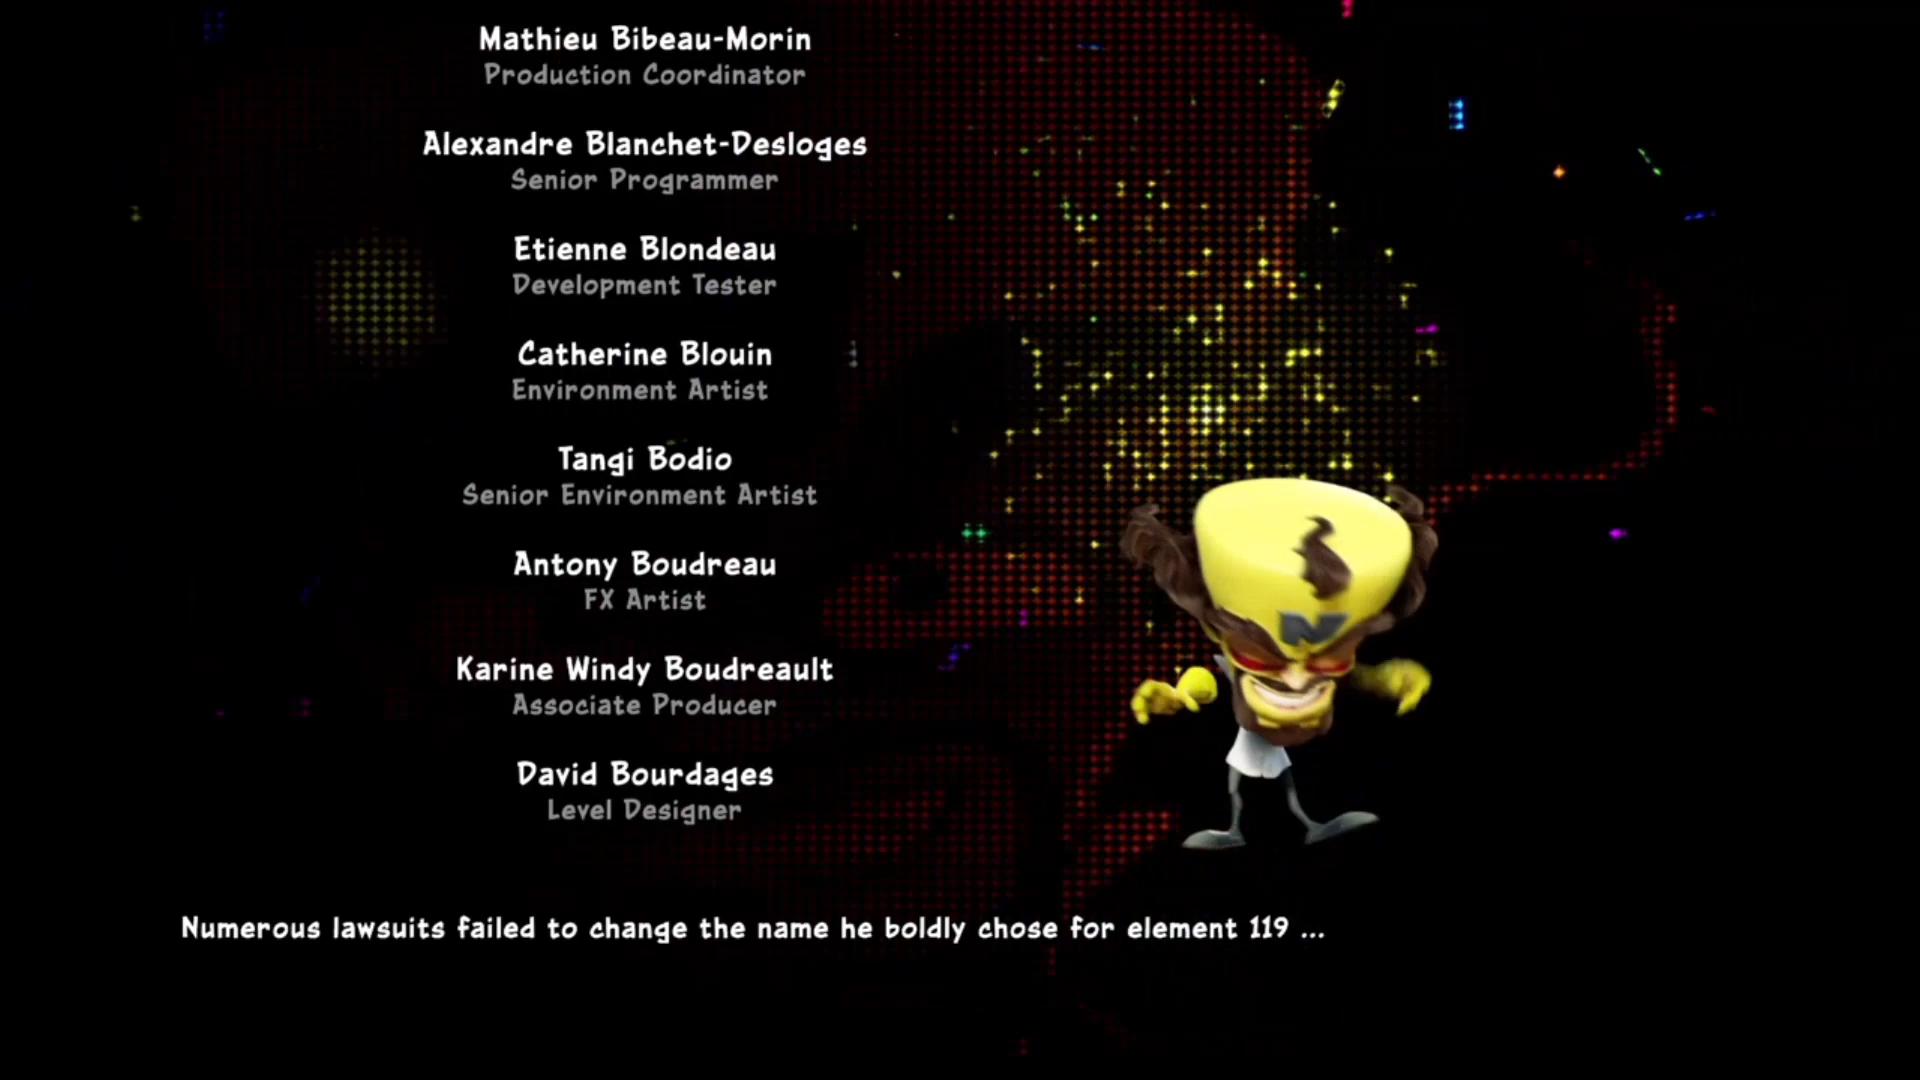 Mathieu Bibeau-Morin
Production Coordinator
Alexandre Blanchet-Desloges
Senior Programmer
Etienne Blondeau
Development Tester
Catherine Blouin
Environment Artist
Tangi Bodio
Senior Environment Artist
Antony Boudreau
FX Artist
Karine Windy Boudreault
Associate Producer
David Bourdages
Level Designer
N
Numerous lawsuits failed to change the name he boldly chose for element 119 ...